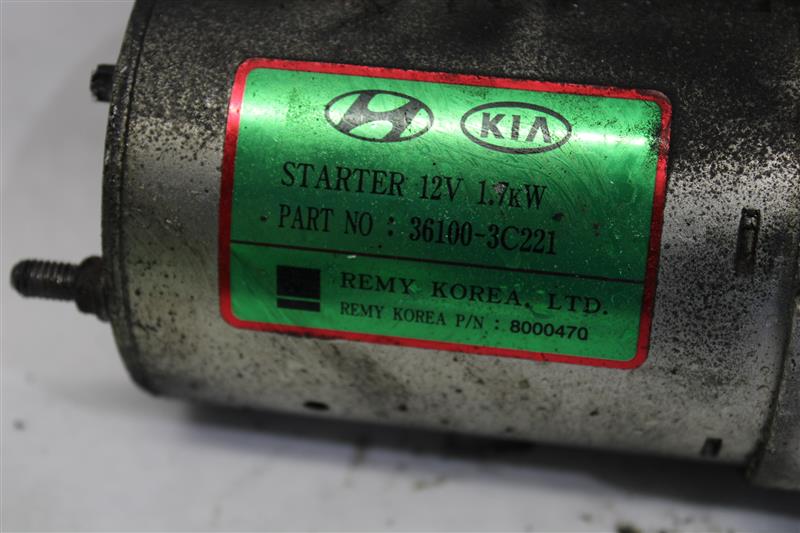 KIA
STARTER 12V 1.7kW
PART NO : 36100-3C221
REMY KOREA. LTD.
REMY KOREA P/N : 8000470